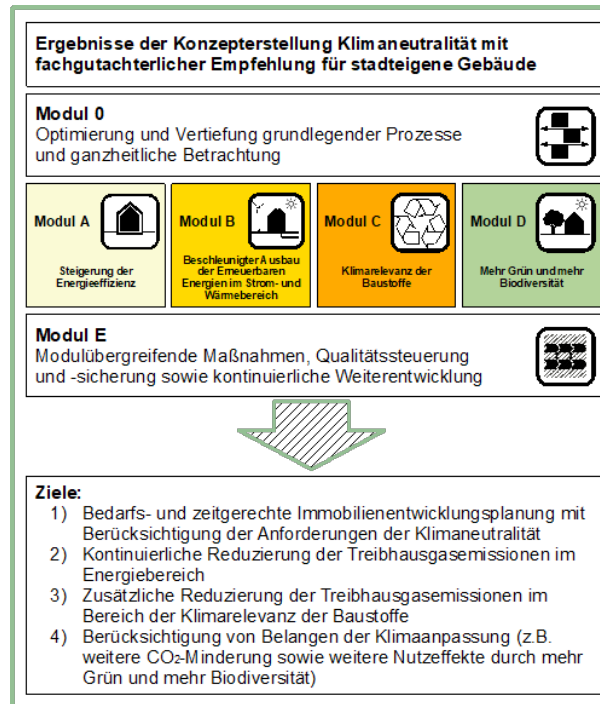 Ergebnisse der Konzepterstellung Klimaneutralität mit
fachgutachterlicher Empfehlung für stadteigene Gebäude
Modul 0
Optimierung und Vertiefung grundlegender Prozesse
und ganzheitliche Betrachtung
Modul A
Steigerung der
Energieeffizienz
Modul B
Beschleunigter Ausbau
der Erneuerbaren
Energien im Strom- und
Wärmebereich
Modul C
Klimarelevanz der
Baustoffe
Modul D
Mehr Grün und mehr
Biodiversität
Modul E
Modulübergreifende Maßnahmen, Qualitätssteuerung
und -sicherung sowie kontinuierliche Weiterentwicklung
Ziele:
1) Bedarfs- und zeitgerechte Immobilienentwicklungsplanung mit
Berücksichtigung der Anforderungen der Klimaneutralität
2) Kontinuierliche Reduzierung der Treibhausgasemissionen im
Energiebereich
3) Zusätzliche Reduzierung der Treibhausgasemissionen im
Bereich der Klimarelevanz der Baustoffe
4) Berücksichtigung von Belangen der Klimaanpassung (z.B.
weitere CO₂-Minderung sowie weitere Nutzeffekte durch mehr
Grün und mehr Biodiversität)